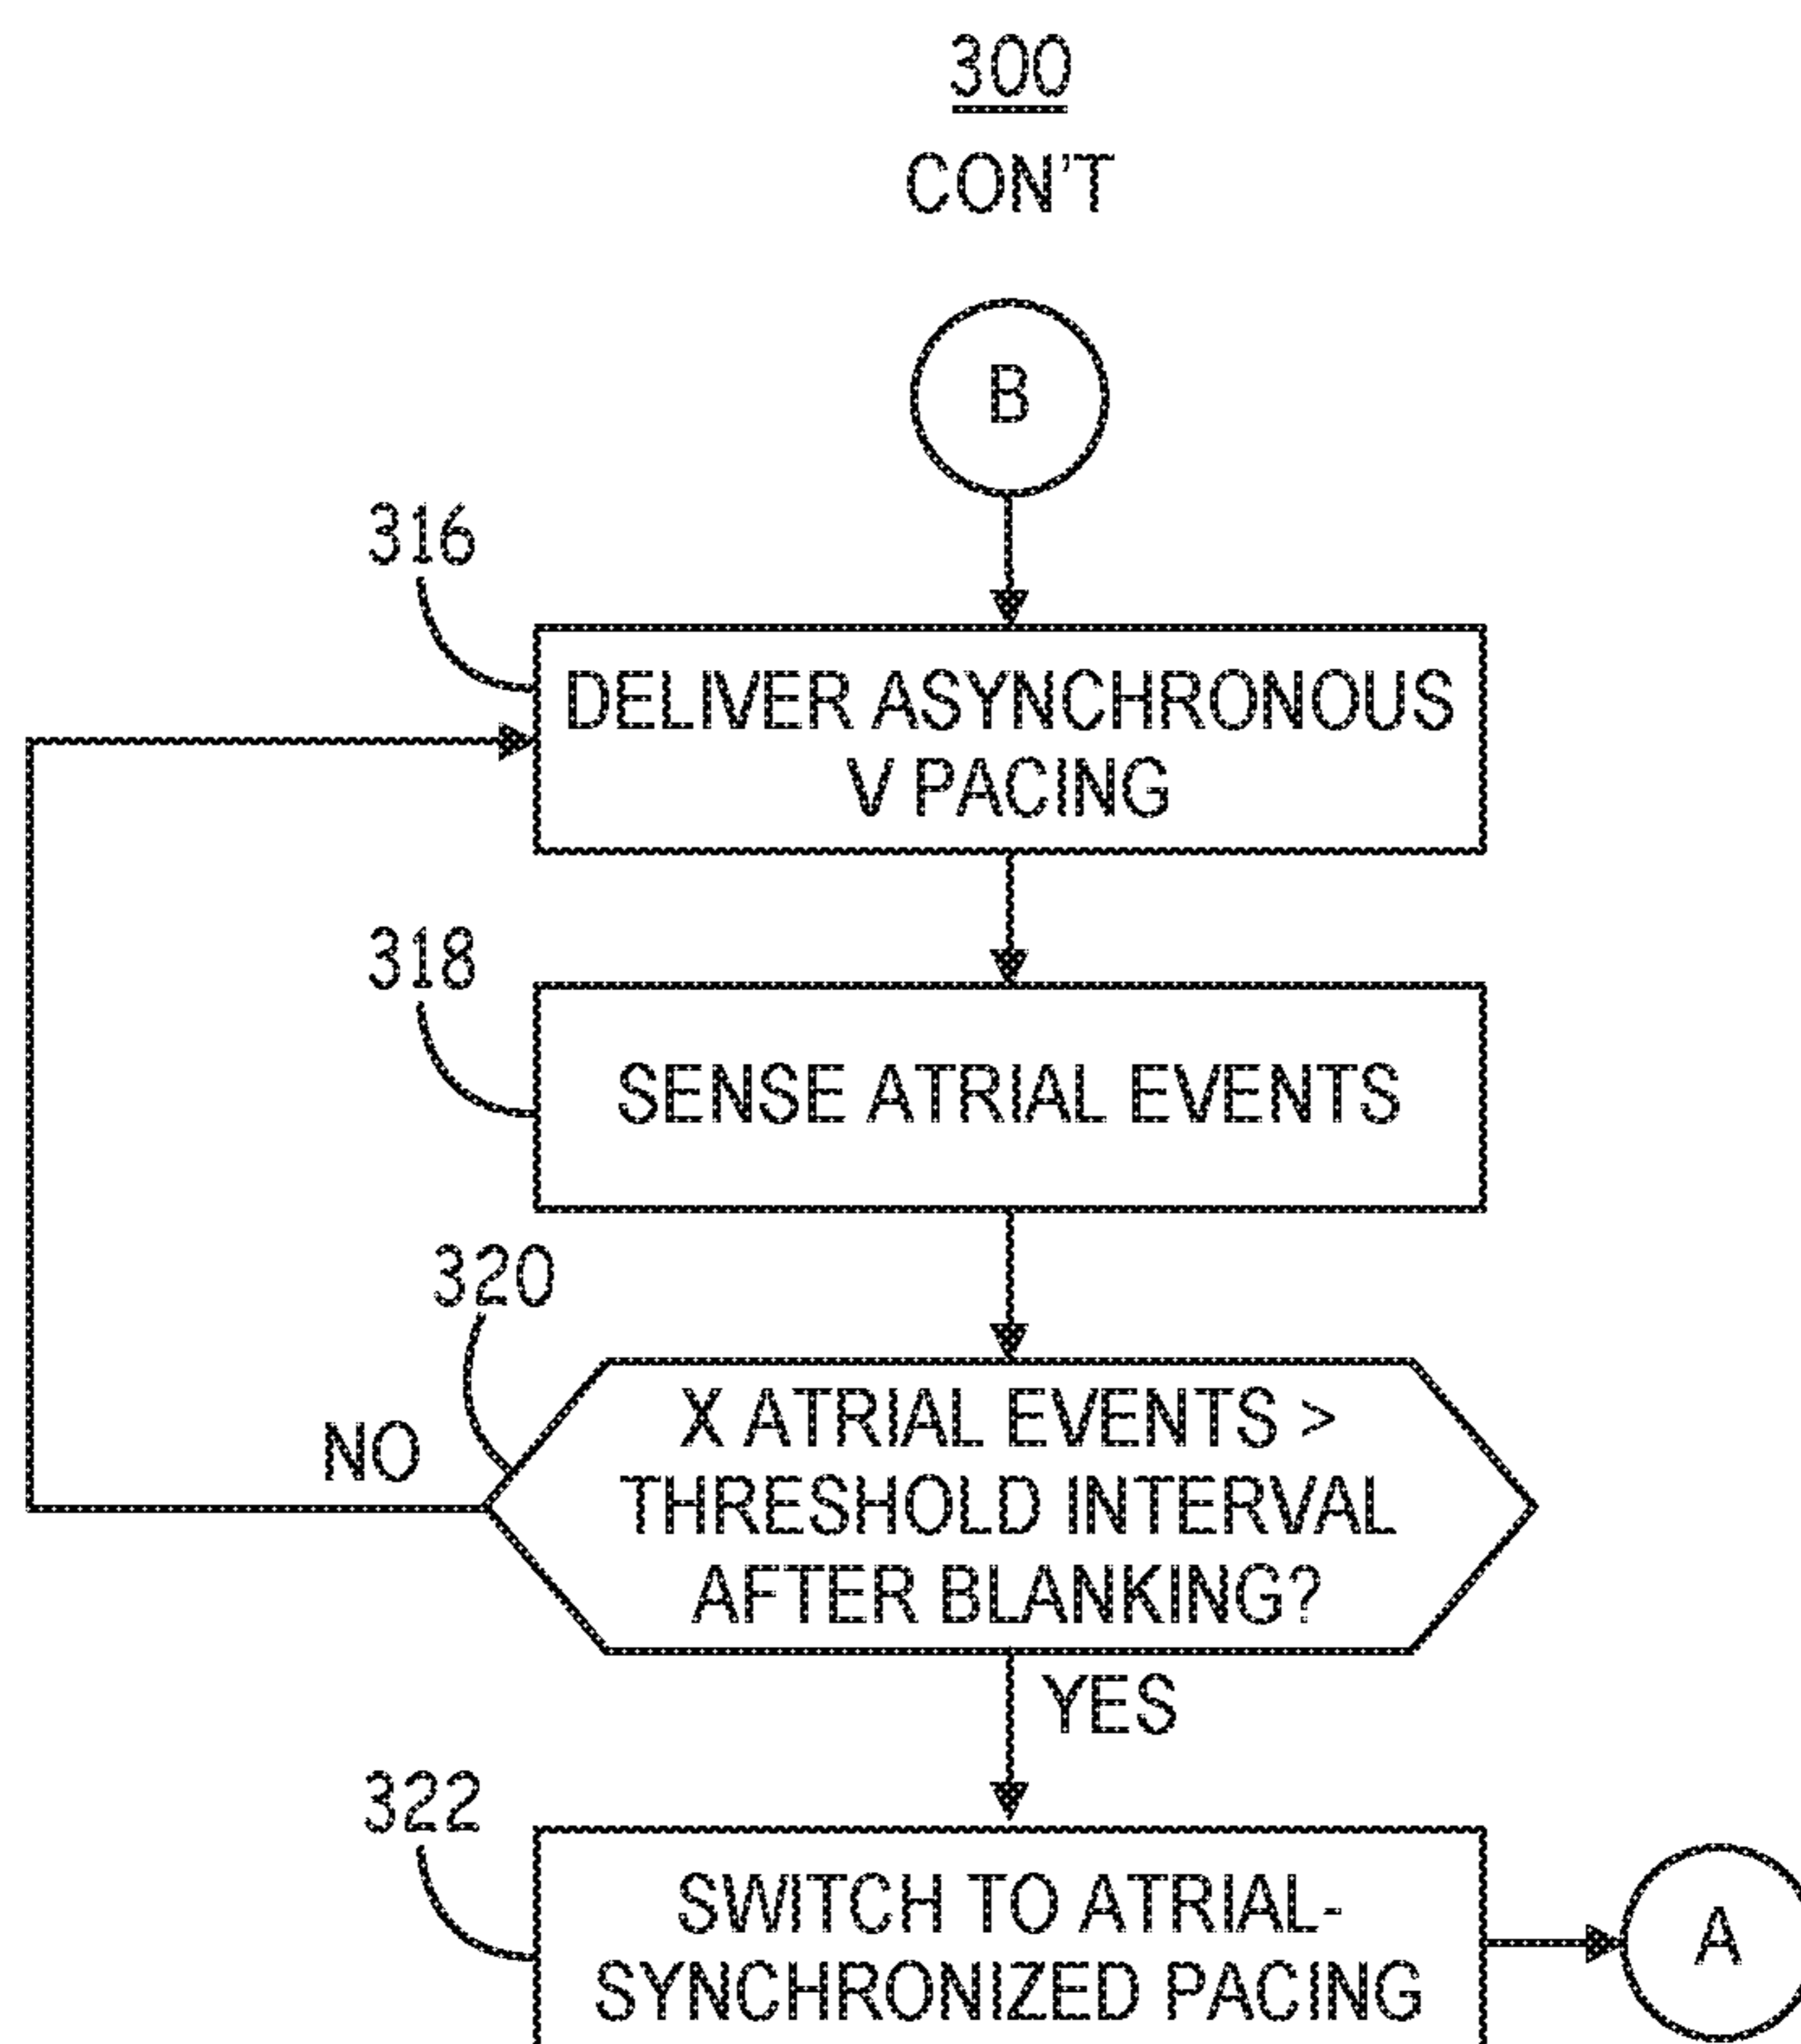 300
CON'T
B
316
DELIVER ASYNCHRONOUS
V PACING
318
SENSE ATRIAL EVENTS
320
X ATRIAL EVENTS >
THRESHOLD INTERVAL
AFTER BLANKING?
NO
YES
322
SWITCH TO ATRIAL-
SYNCHRONIZED PACING
A